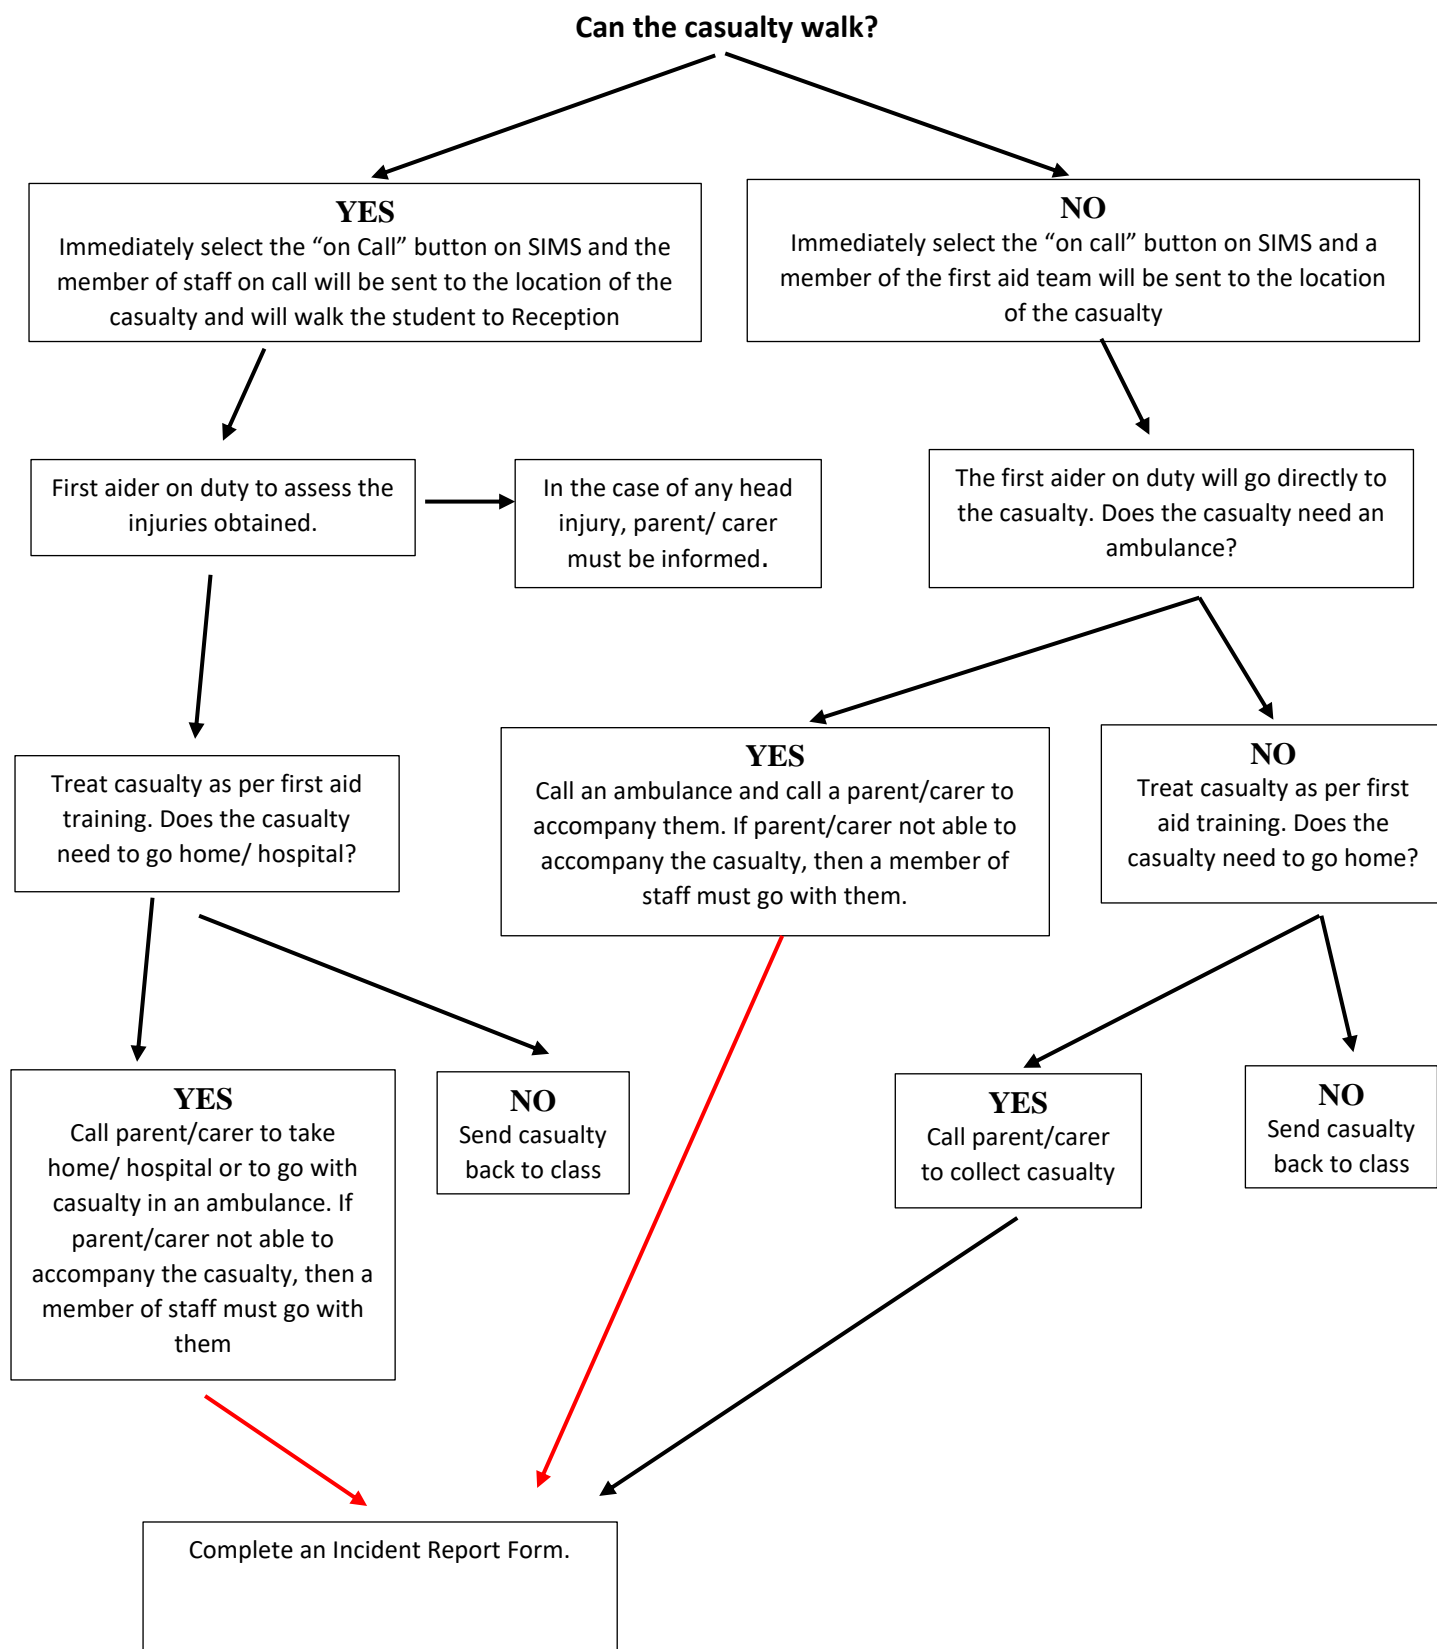 Can the casualty walk?
YES
Immediately select the “on Call” button on SIMS and the
member of staff on call will be sent to the location of the
casualty and will walk the student to Reception
NO
Immediately select the “on call” button on SIMS and a
member of the first aid team will be sent to the location
of the casualty
First aider on duty to assess the
injuries obtained.
In the case of any head
injury, parent/ carer
must be informed.
The first aider on duty will go directly to
the casualty. Does the casualty need an
ambulance?
Treat casualty as per first aid
training. Does the casualty
need to go home/ hospital?
YES
Call an ambulance and call a parent/carer to
accompany them. If parent/carer not able to
accompany the casualty, then a member of
staff must go with them.
NO
Treat casualty as per first
aid training. Does the
casualty need to go home?
YES
Call parent/carer to take
home/ hospital or to go with
casualty in an ambulance. If
parent/carer not able to
accompany the casualty, then a
member of staff must go with
them
NO
Send casualty
back to class
YES
Call parent/carer
to collect casualty
NO
Send casualty
back to class
Complete an Incident Report Form.